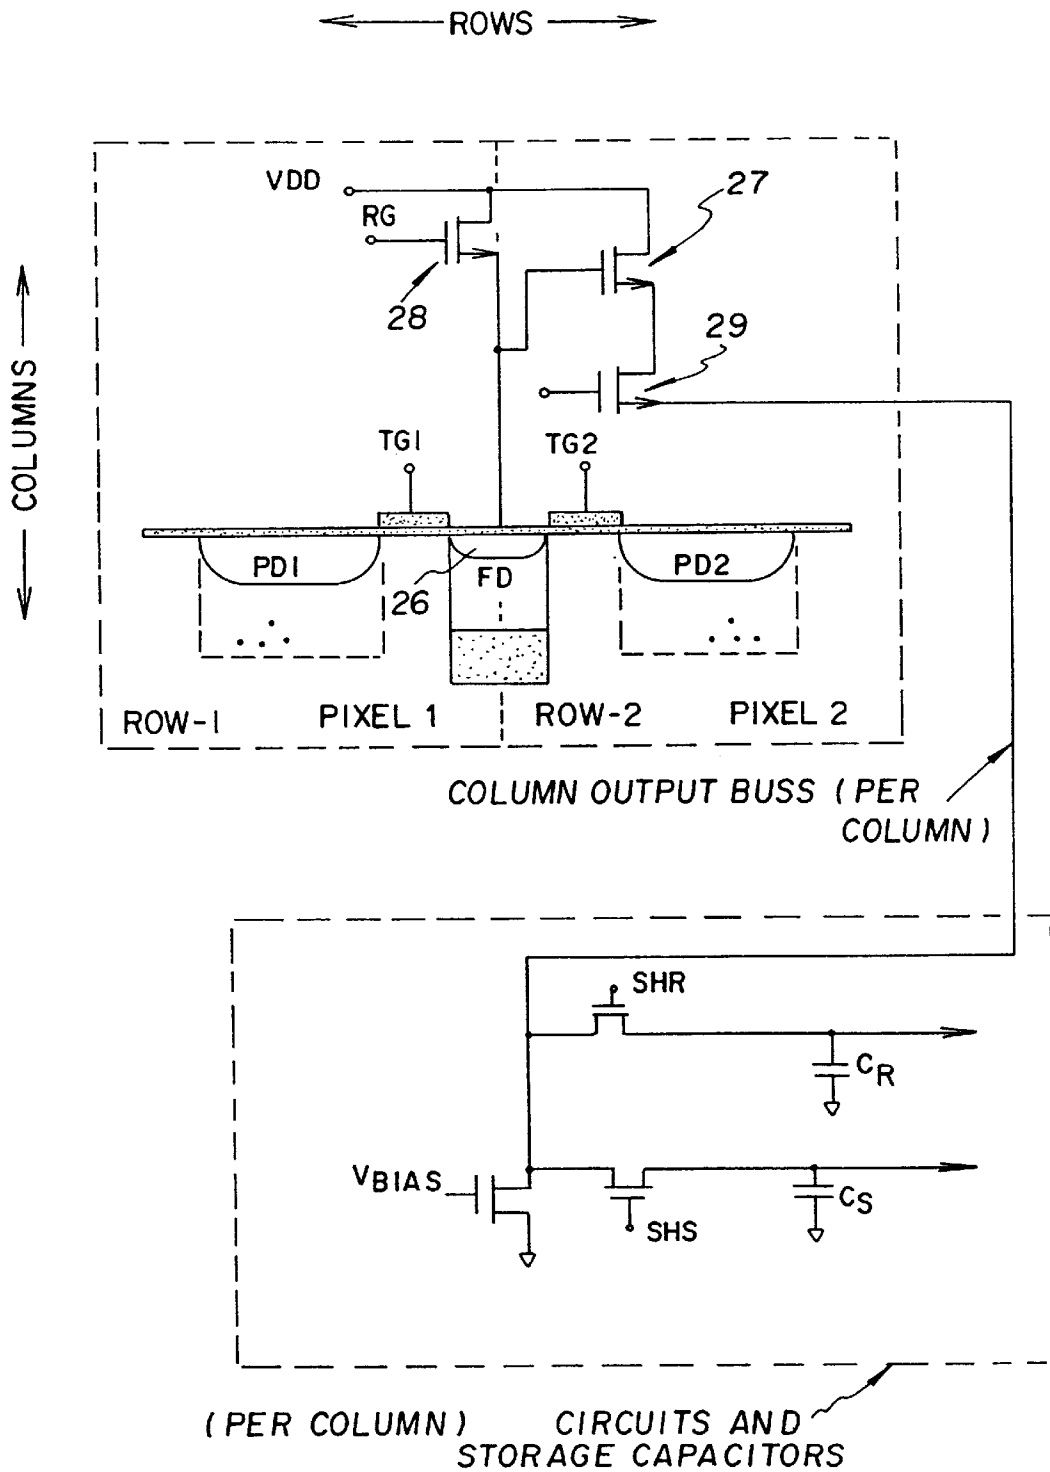 ROWS
COLUMNS
VDD
RG
27
28
29
TG1
TG2
PD1
26
FD
PD2
ROW-1
PIXEL 1
ROW-2
PIXEL 2
COLUMN OUTPUT BUSS (PER
COLUMN)
SHR
CR
VBIAS
CS
SHS
(PER COLUMN)
CIRCUITS AND
STORAGE CAPACITORS